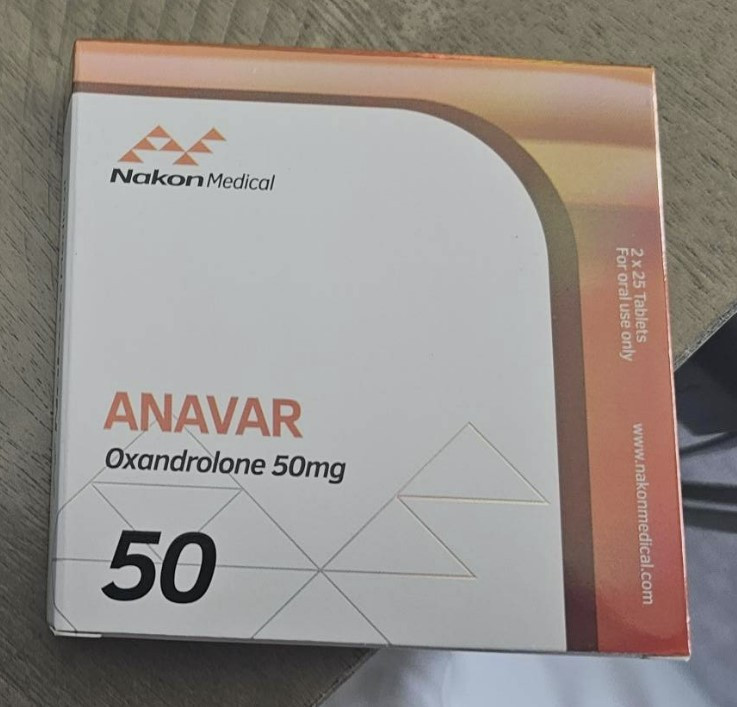 Nakon Medical
ANAVAR
Oxandrolone 50mg
50
2 x 25 Tablets
For oral use only
www.nakonmedical.com